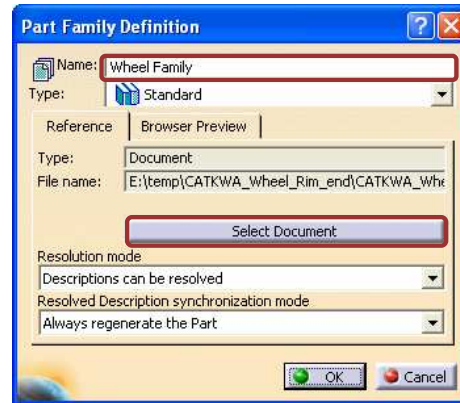 Part Family Definition
Name: Wheel Family
Type: Standard
Reference Browser Preview
Type: Document
File name: E:\temp\CATKWA_Wheel_Rim_end\CATKWA_Whe
Select Document
Resolution mode
Descriptions can be resolved
Resolved Description synchronization mode
Always regenerate the Part
OK Cancel